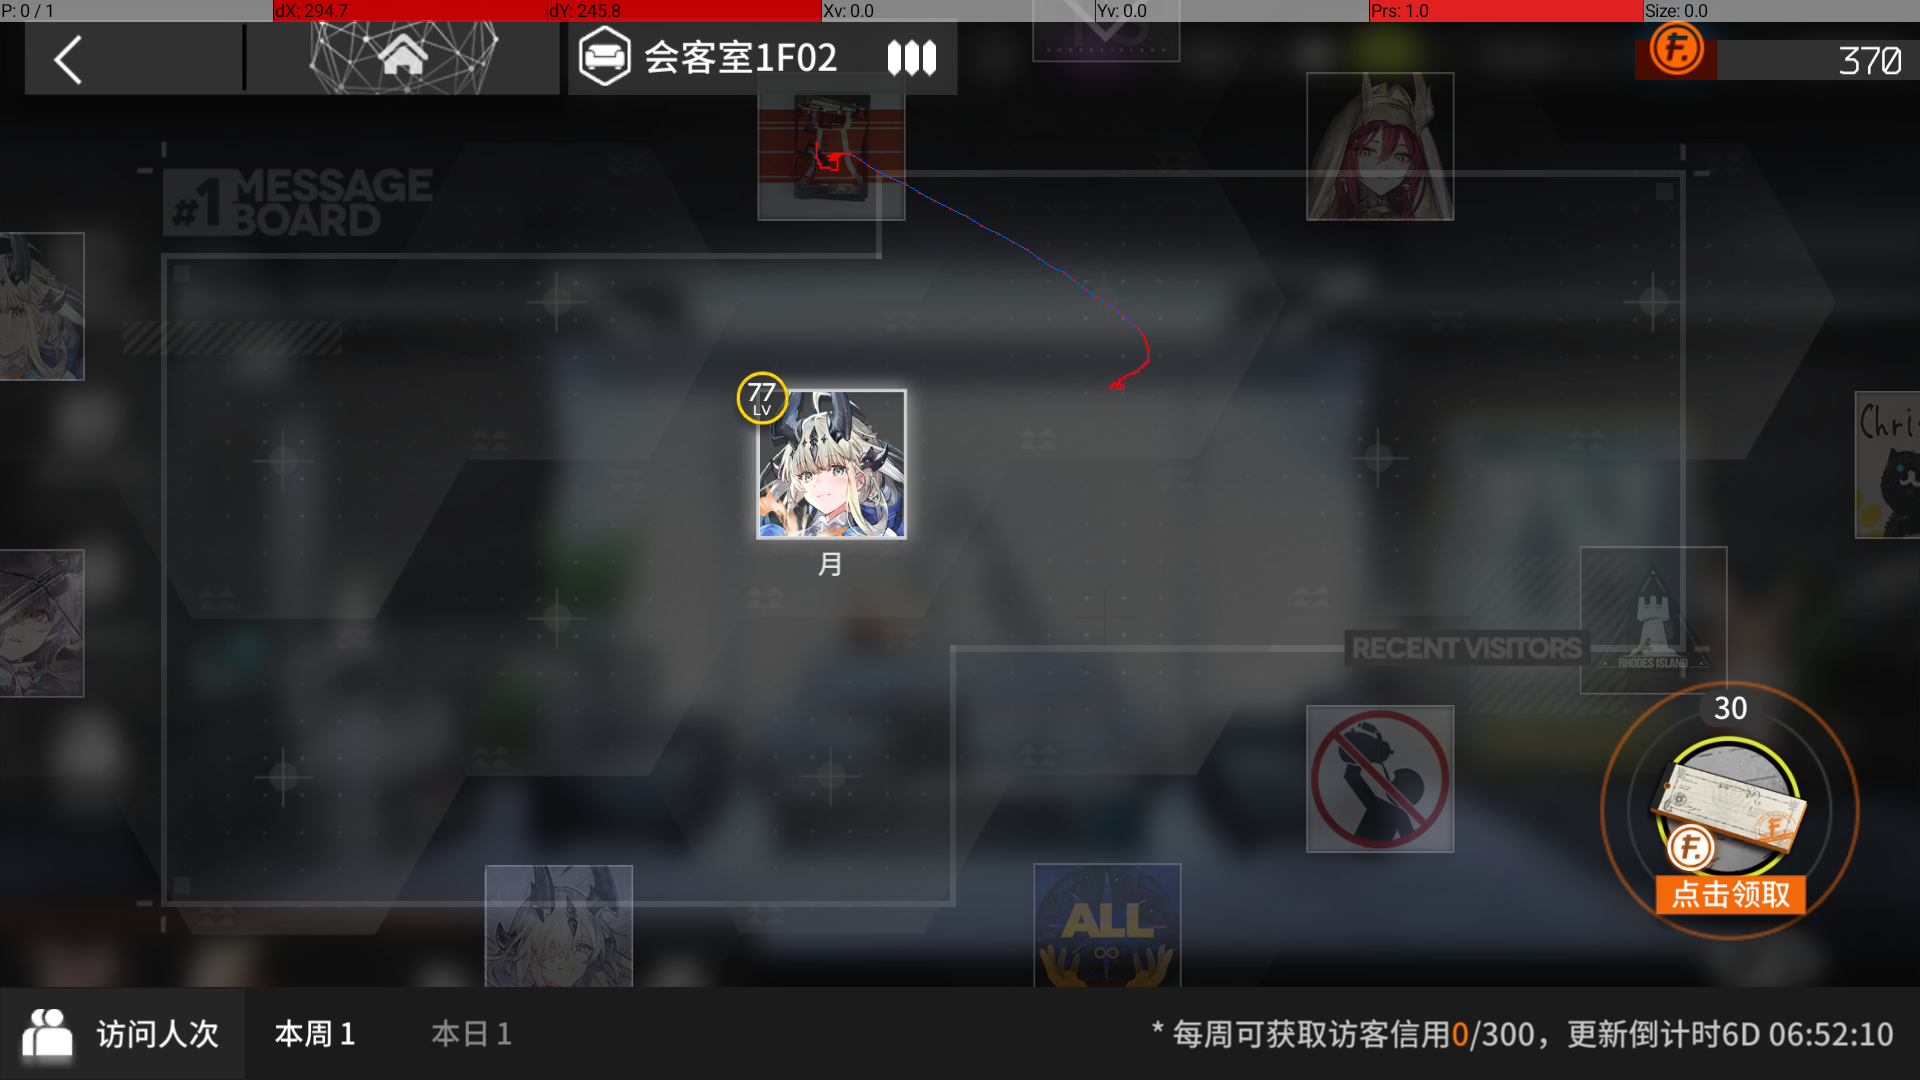 P: 0 / 1
dX: 294.7
dY: 245.8
Xv: 0.0
Yv: 0.0
Prs: 1.0
Size: 0.0
会客室1F02
370
#1 MESSAGE
BOARD
77
LV
月
Chri
RECENT VISITORS
RHODES ISLAND
30
点击领取
ALL
访问人次
本周 1
本日 1
* 每周可获取访客信用0/300，更新倒计时6D 06:52:10